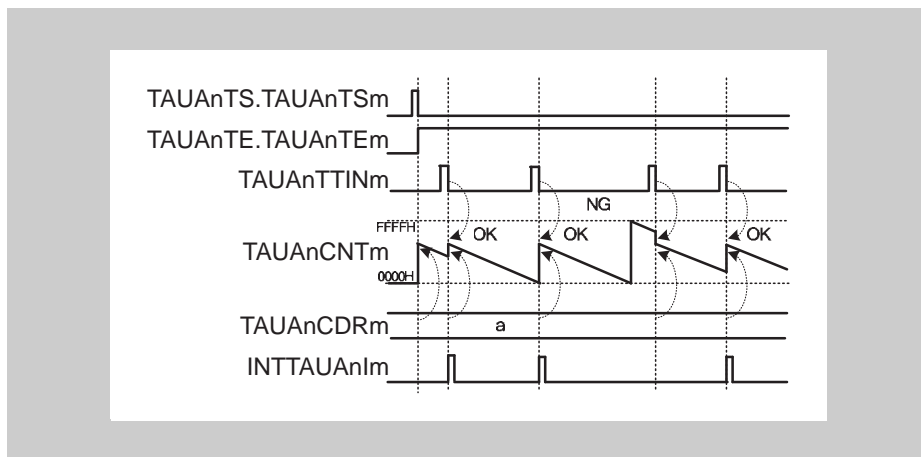 TAUAnTS.TAUAnTSm
TAUAnTE.TAUAnTEm
TAUAnTTINm
NG
FFFFH
OK OK OK
TAUAnCNTm
0000H
TAUAnCDRm
a
INTTAUAnIm